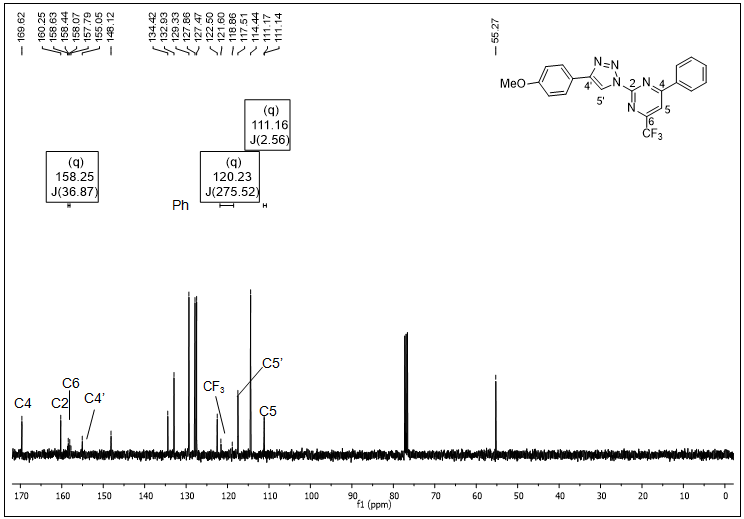 169.62
160.25
158.63
158.44
158.07
157.79
155.05
148.12
134.42
132.93
129.33
127.86
127.47
122.50
121.60
118.86
117.51
114.44
111.17
111.14
55.27
N
N
N
N
N
2
4
5
6
4'
5'
MeO
CF3
(q)
111.16
J(2.56)
(q)
158.25
J(36.87)
(q)
120.23
J(275.52)
Ph
C4
C2
C6
C4'
CF3
C5'
C5
170 160 150 140 130 120 110 100 90 80 70 60 50 40 30 20 10 0
f1 (ppm)